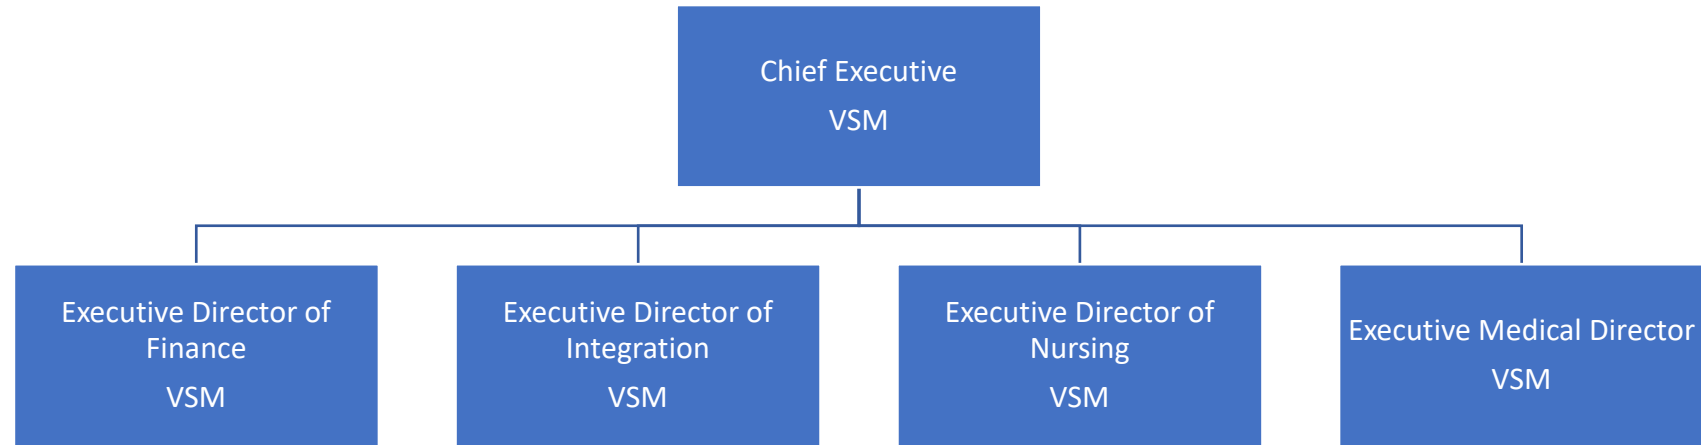 Chief Executive
VSM
Executive Director of
Finance
VSM
Executive Director of
Integration
VSM
Executive Director of
Nursing
VSM
Executive Medical Director
VSM